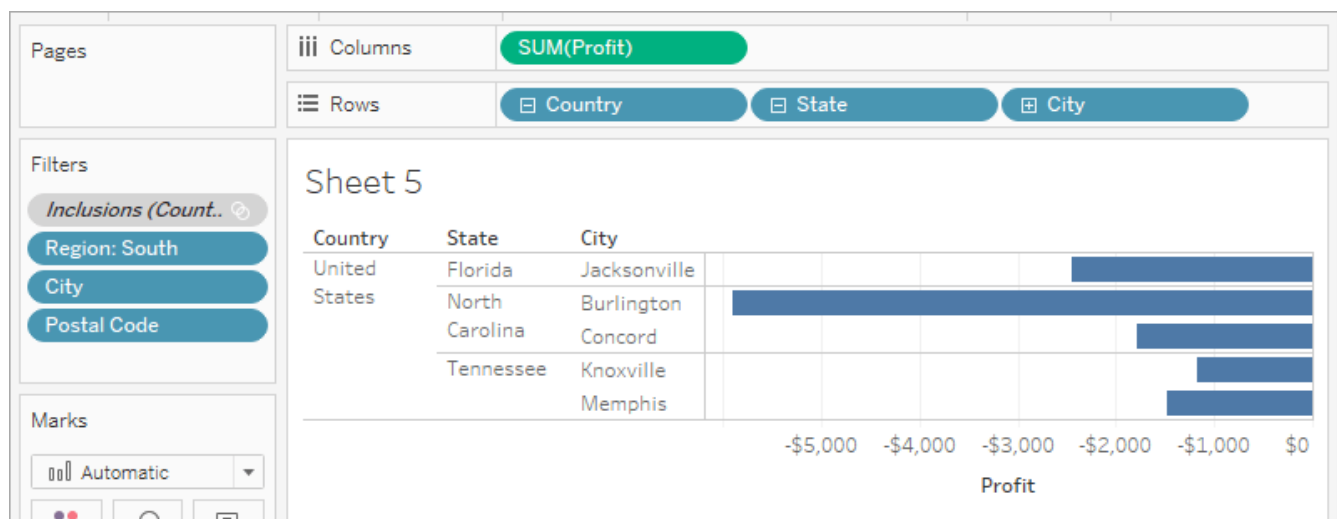 Pages
Columns
SUM(Profit)
Rows
Country
State
City
Filters
Inclusions (Count..
Region: South
City
Postal Code
Marks
Automatic
Sheet 5
Country State City
United States
Florida Jacksonville
North Carolina
Burlington
Concord
Tennessee Knoxville
Memphis
-$5,000 -$4,000 -$3,000 -$2,000 -$1,000 $0
Profit